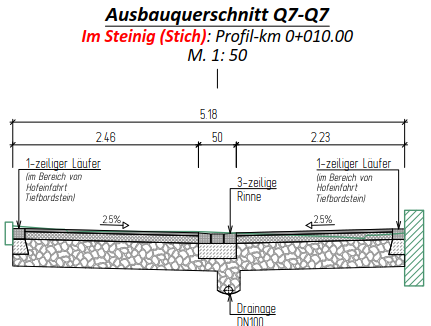 Ausbauquerschnitt Q7-Q7
Im Steinig (Stich): Profil-km 0+010.00
M. 1: 50
5.18
2.46 50 2.23
1-zeiliger Läufer
(im Bereich von
Hofeinfahrt
Tiefbordstein)
3-zeilige
Rinne
1-zeiliger Läufer
(im Bereich von
Hofeinfahrt
Tiefbordstein)
2.5% 2.5%
Drainage
DN100